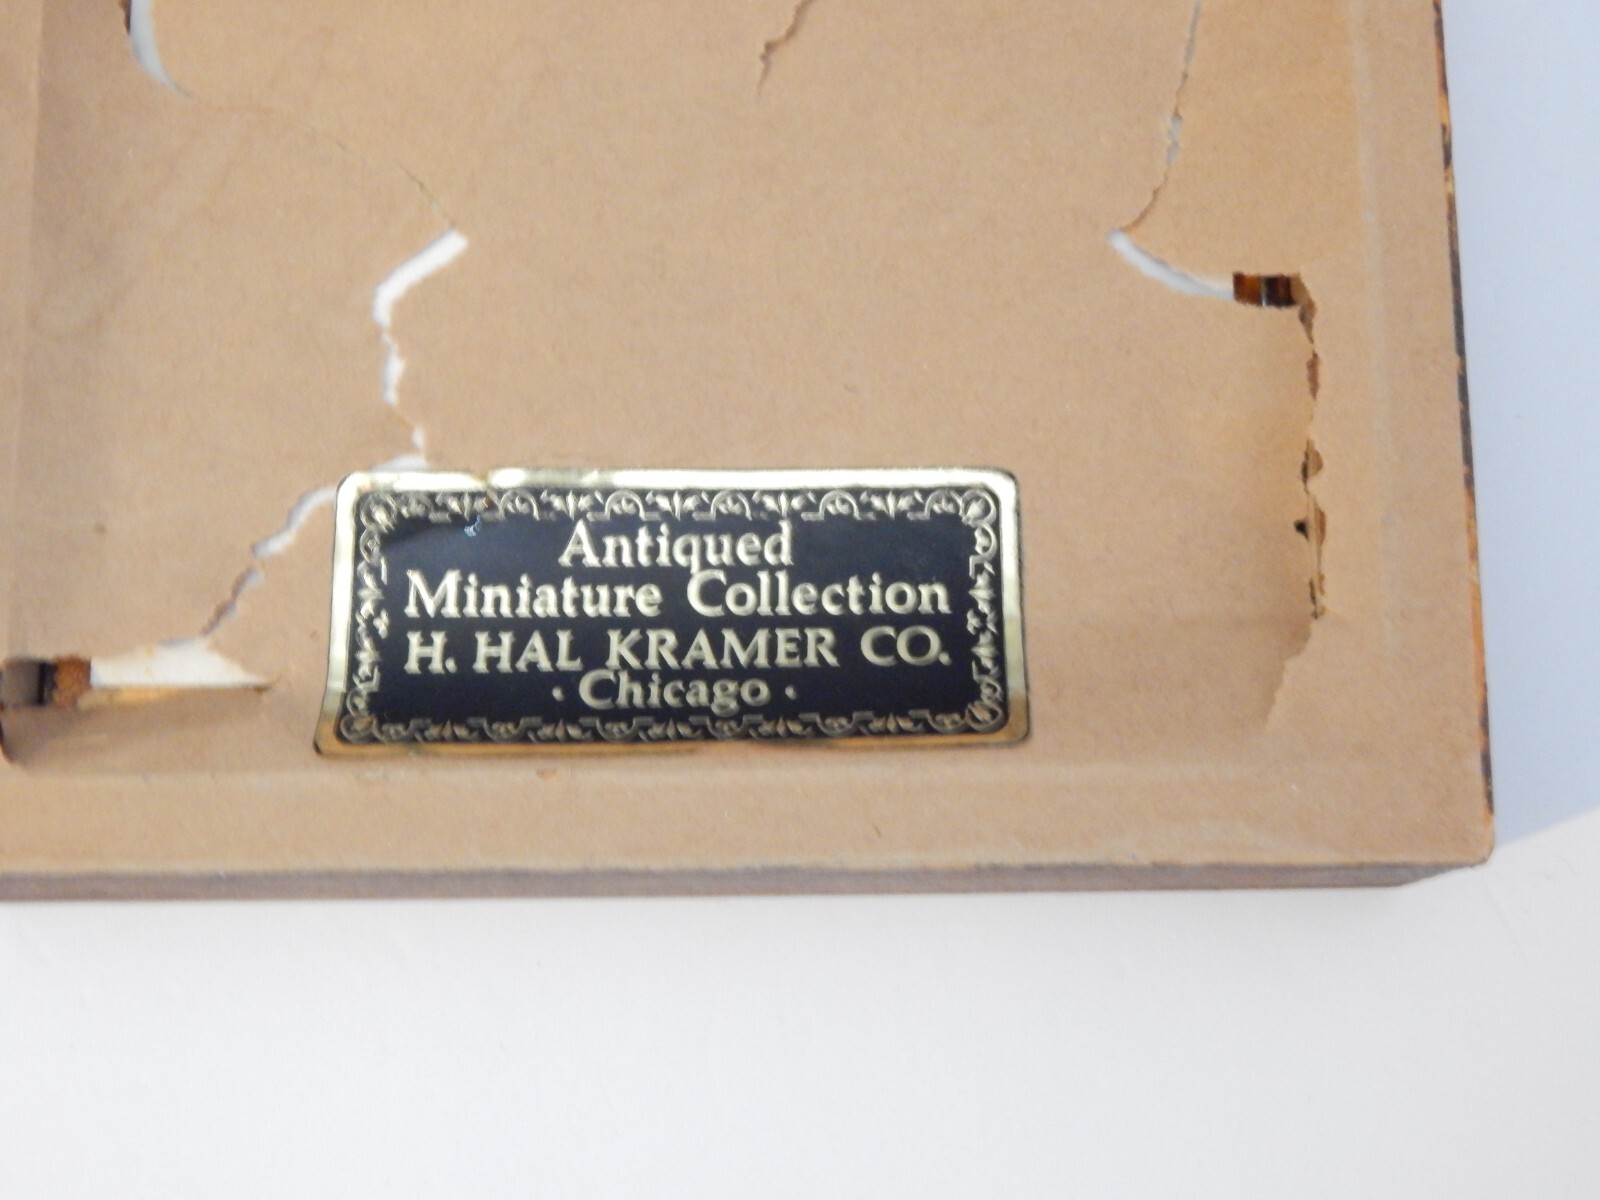 Antiqued
Miniature Collection
H. HAL KRAMER CO.
· Chicago ·